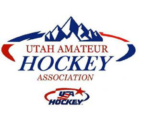 UTAH AMATEUR
HOCKEY
ASSOCIATION
USA
HOCKEY